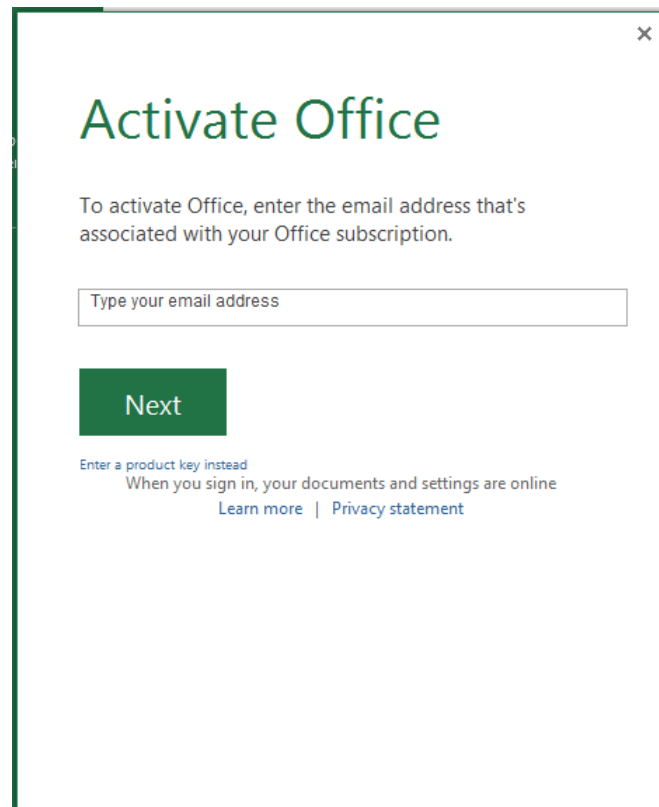 Activate Office
To activate Office, enter the email address that's
associated with your Office subscription.
Type your email address
Next
Enter a product key instead
When you sign in, your documents and settings are online
Learn more | Privacy statement